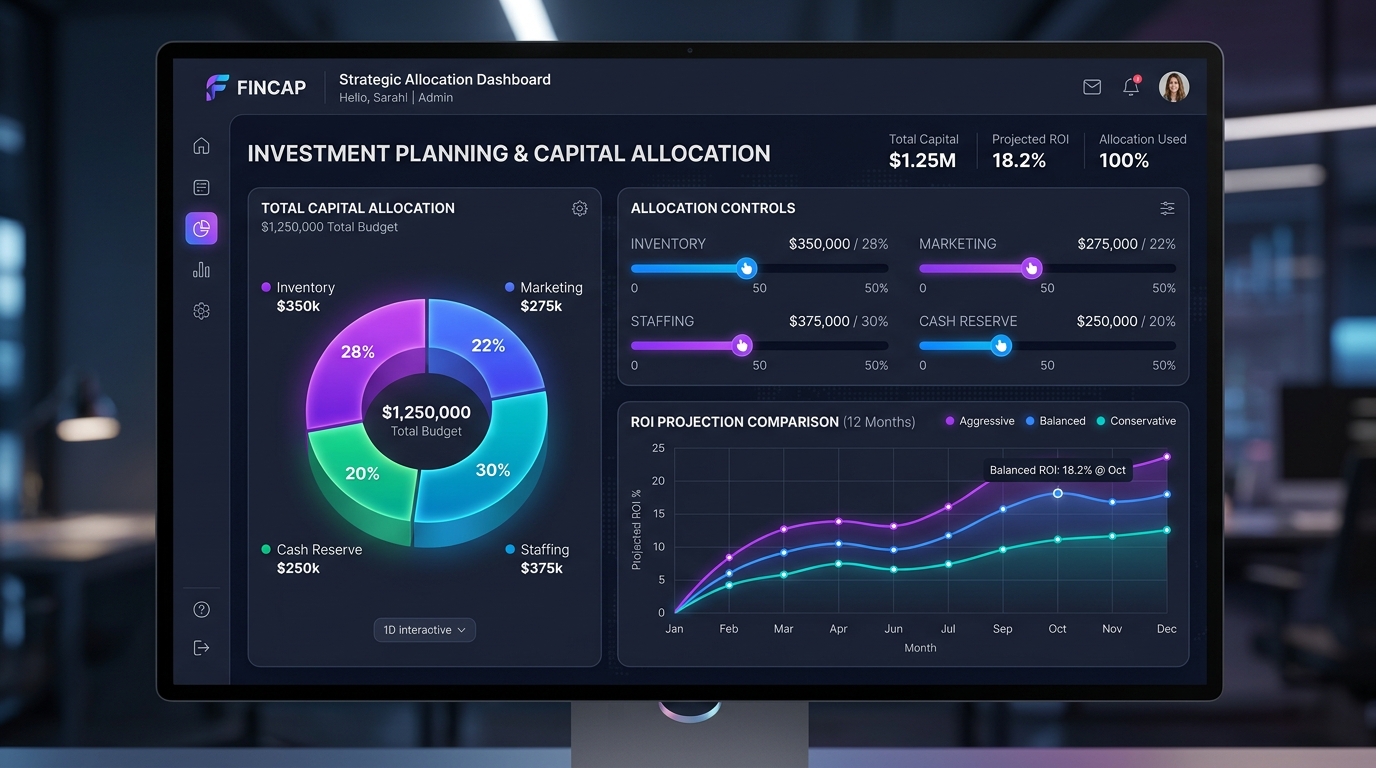 FINCAP
Strategic Allocation Dashboard
Hello, Sarah! | Admin
INVESTMENT PLANNING & CAPITAL ALLOCATION
Total Capital
$1.25M
Projected ROI
18.2%
Allocation Used
100%
TOTAL CAPITAL ALLOCATION
$1,250,000 Total Budget
Inventory
$350k
Marketing
$275k
28%
22%
$1,250,000
Total Budget
20%
30%
Cash Reserve
$250k
Staffing
$375k
1D interactive
ALLOCATION CONTROLS
INVENTORY $350,000 / 28%
0 50 50%
MARKETING $275,000 / 22%
0 50 50%
STAFFING $375,000 / 30%
0 50 50%
CASH RESERVE $250,000 / 20%
0 50 50%
ROI PROJECTION COMPARISON (12 Months)
Aggressive Balanced Conservative
Balanced ROI: 18.2% @ Oct
Projected ROI %
25
20
15
10
5
0
Jan Feb Mar Apr Jun Jul Sep Oct Nov Dec
Month